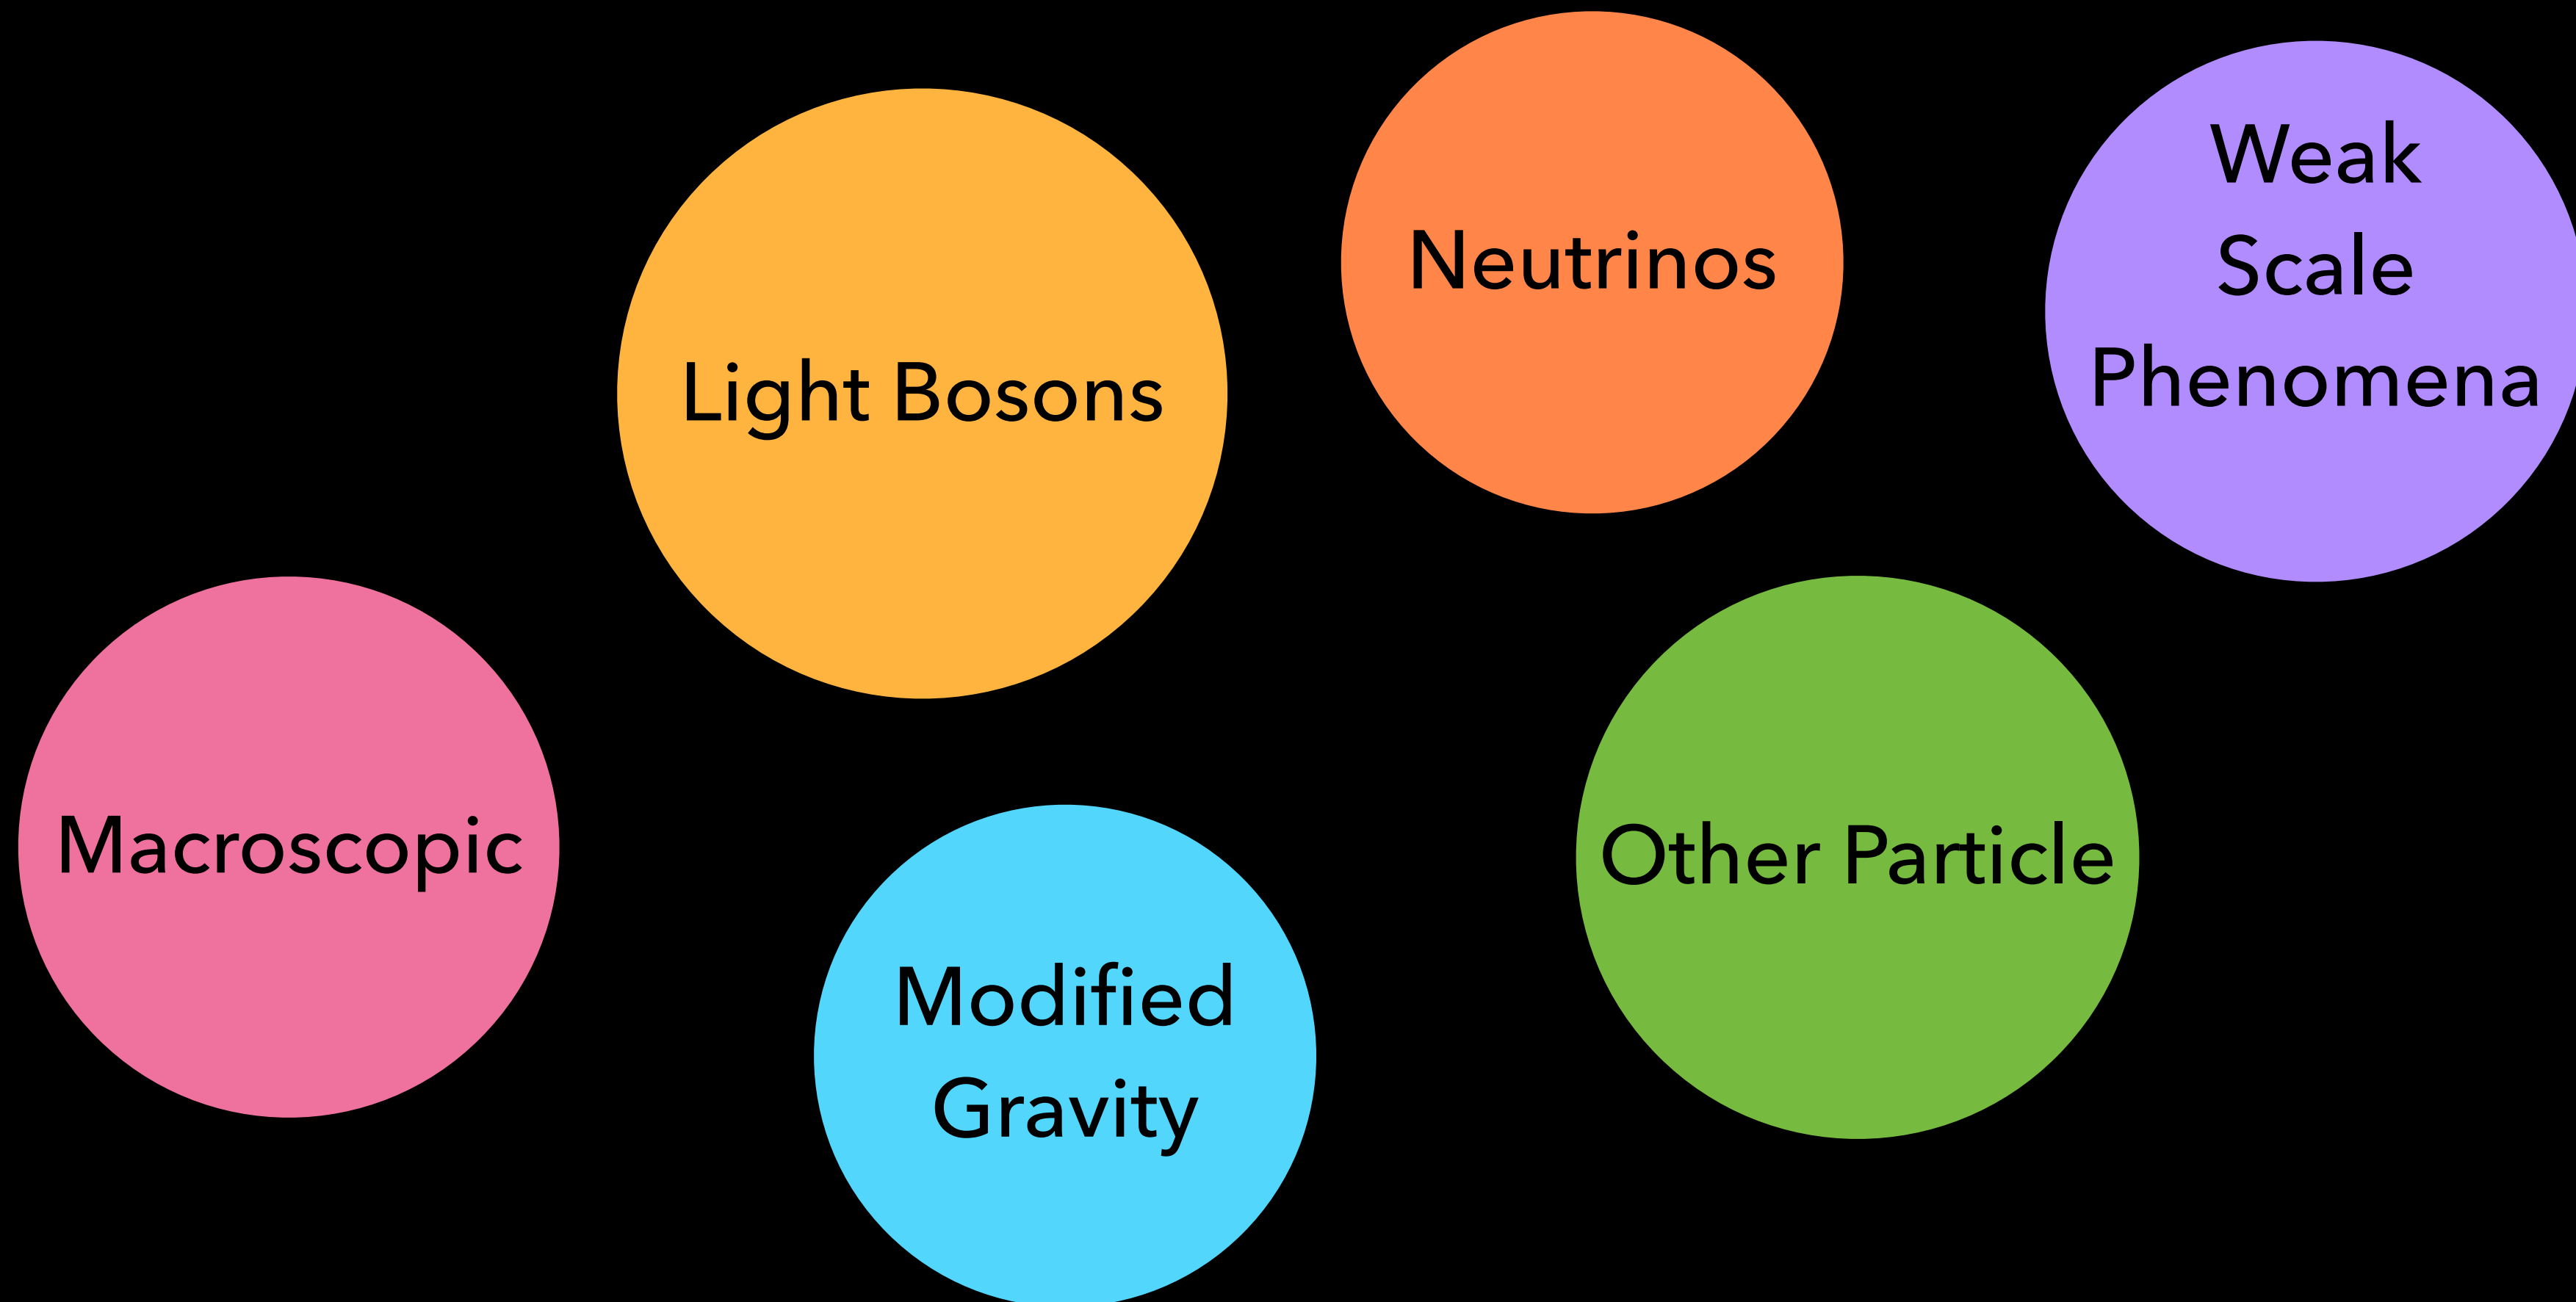 Neutrinos
Weak
Scale
Phenomena
Light Bosons
Macroscopic
Other Particle
Modified
Gravity